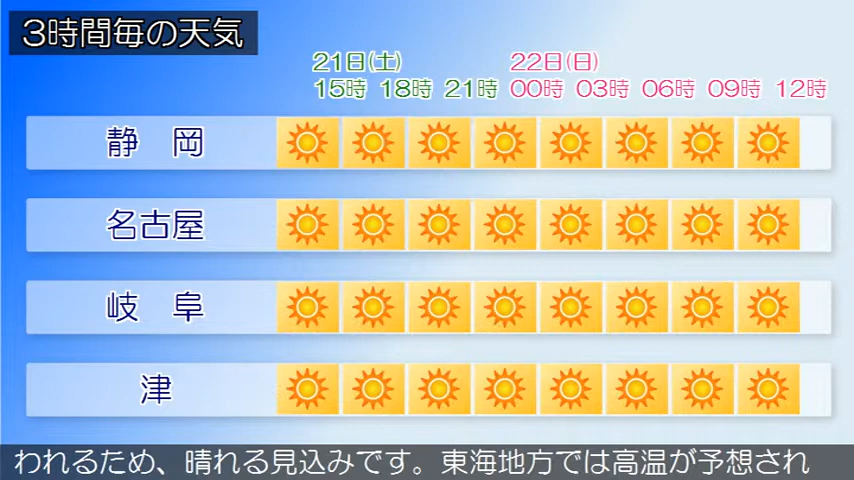 3時間毎の天気
21日(土) 22日(日)
15時 18時 21時 00時 03時 06時 09時 12時
静 岡
名古屋
岐 阜
津
われるため、晴れる見込みです。東海地方では高温が予想され